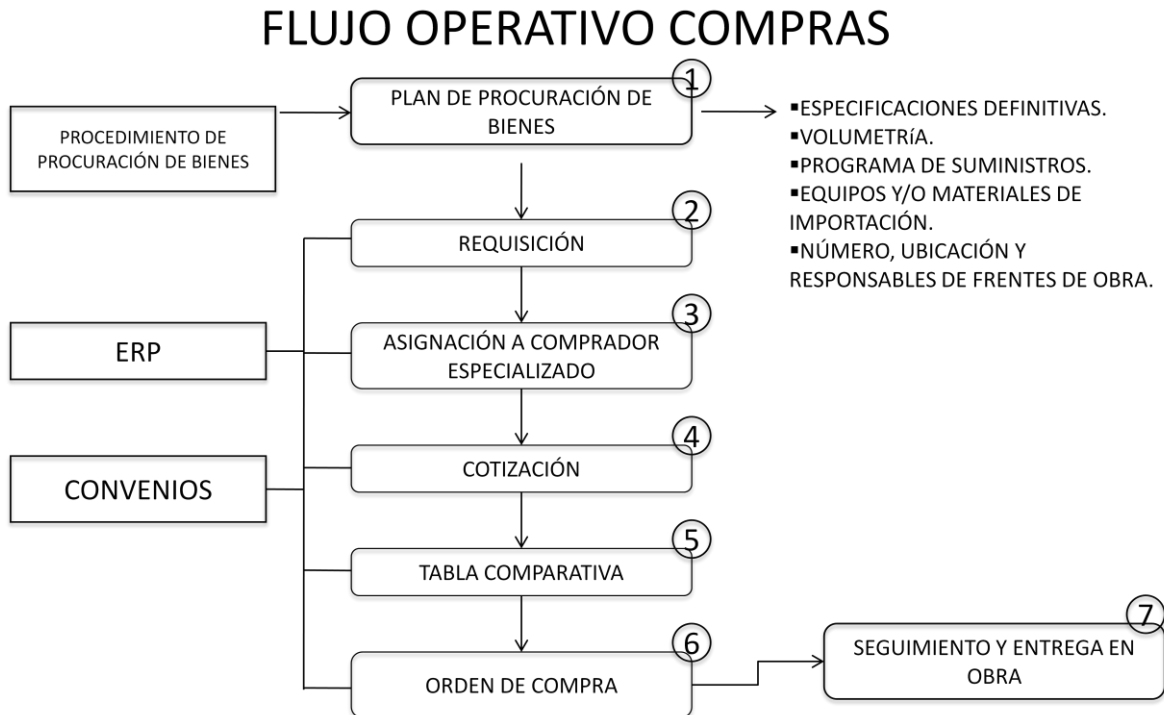 FLUJO OPERATIVO COMPRAS
PROCEDIMIENTO DE
PROCURACIÓN DE BIENES
1
PLAN DE PROCURACIÓN DE
BIENES
▪ESPECIFICACIONES DEFINITIVAS.
▪VOLUMETRíA.
▪PROGRAMA DE SUMINISTROS.
▪EQUIPOS Y/O MATERIALES DE
IMPORTACIÓN.
▪NÚMERO, UBICACIÓN Y
RESPONSABLES DE FRENTES DE OBRA.
2
REQUISICIÓN
ERP
3
ASIGNACIÓN A COMPRADOR
ESPECIALIZADO
CONVENIOS
4
COTIZACIÓN
5
TABLA COMPARATIVA
6
ORDEN DE COMPRA
7
SEGUIMIENTO Y ENTREGA EN
OBRA